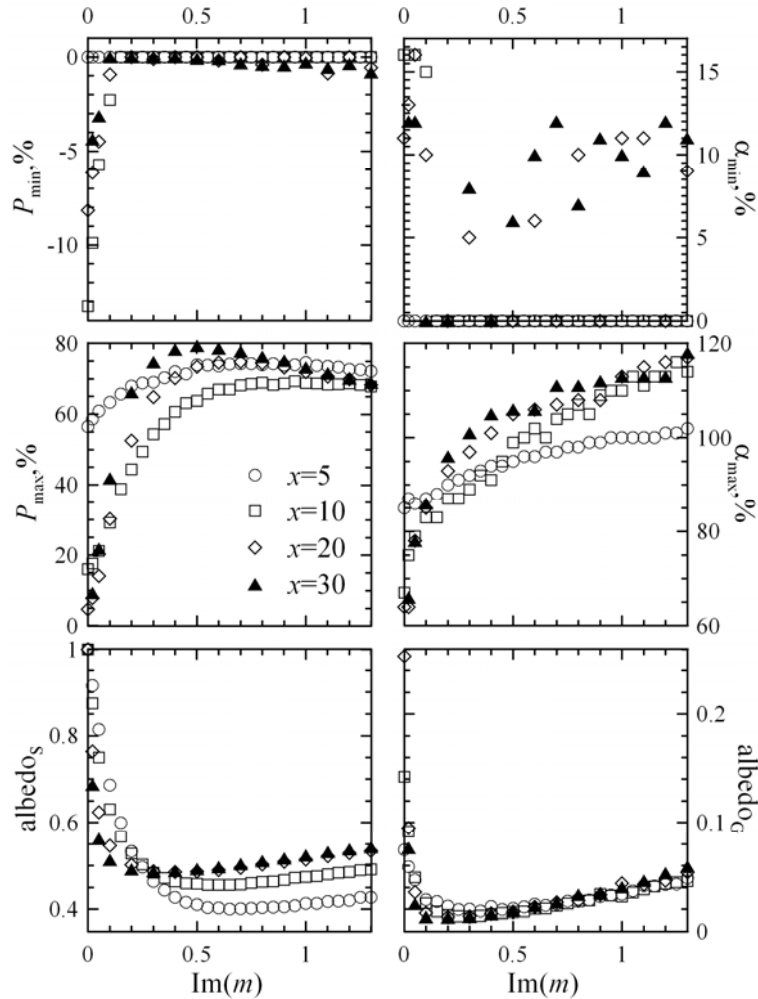 0 0.5 1
0 0.5 1
0
-5
-10
P_min, %
15
10
5
0
α_min, %
80
60
40
20
0
P_max, %
x=5
x=10
x=20
x=30
120
100
80
60
α_max, %
1
0.8
0.6
0.4
albedo_S
0.2
0.1
0
albedo_G
0 0.5 1
Im(m)
0 0.5 1
Im(m)